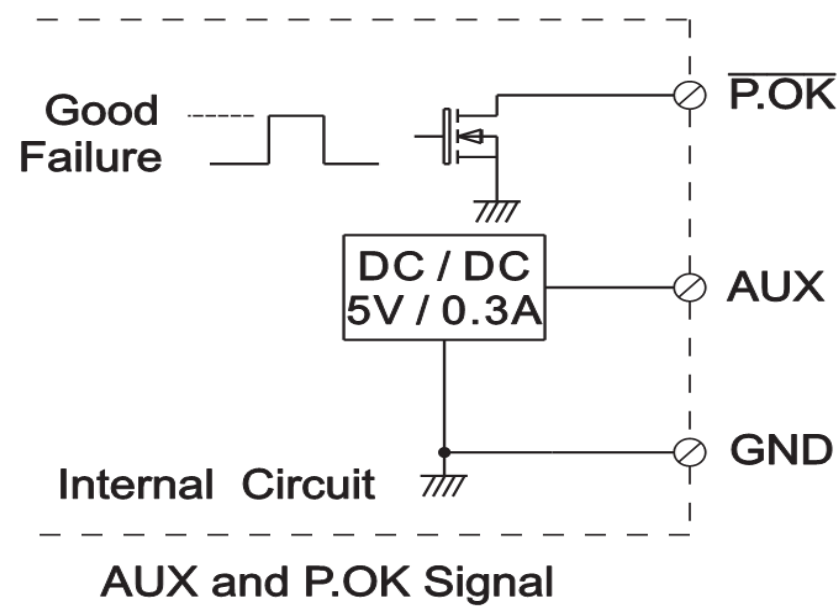 Good
Failure
P.OK
DC / DC
5V / 0.3A
AUX
GND
Internal Circuit
AUX and P.OK Signal